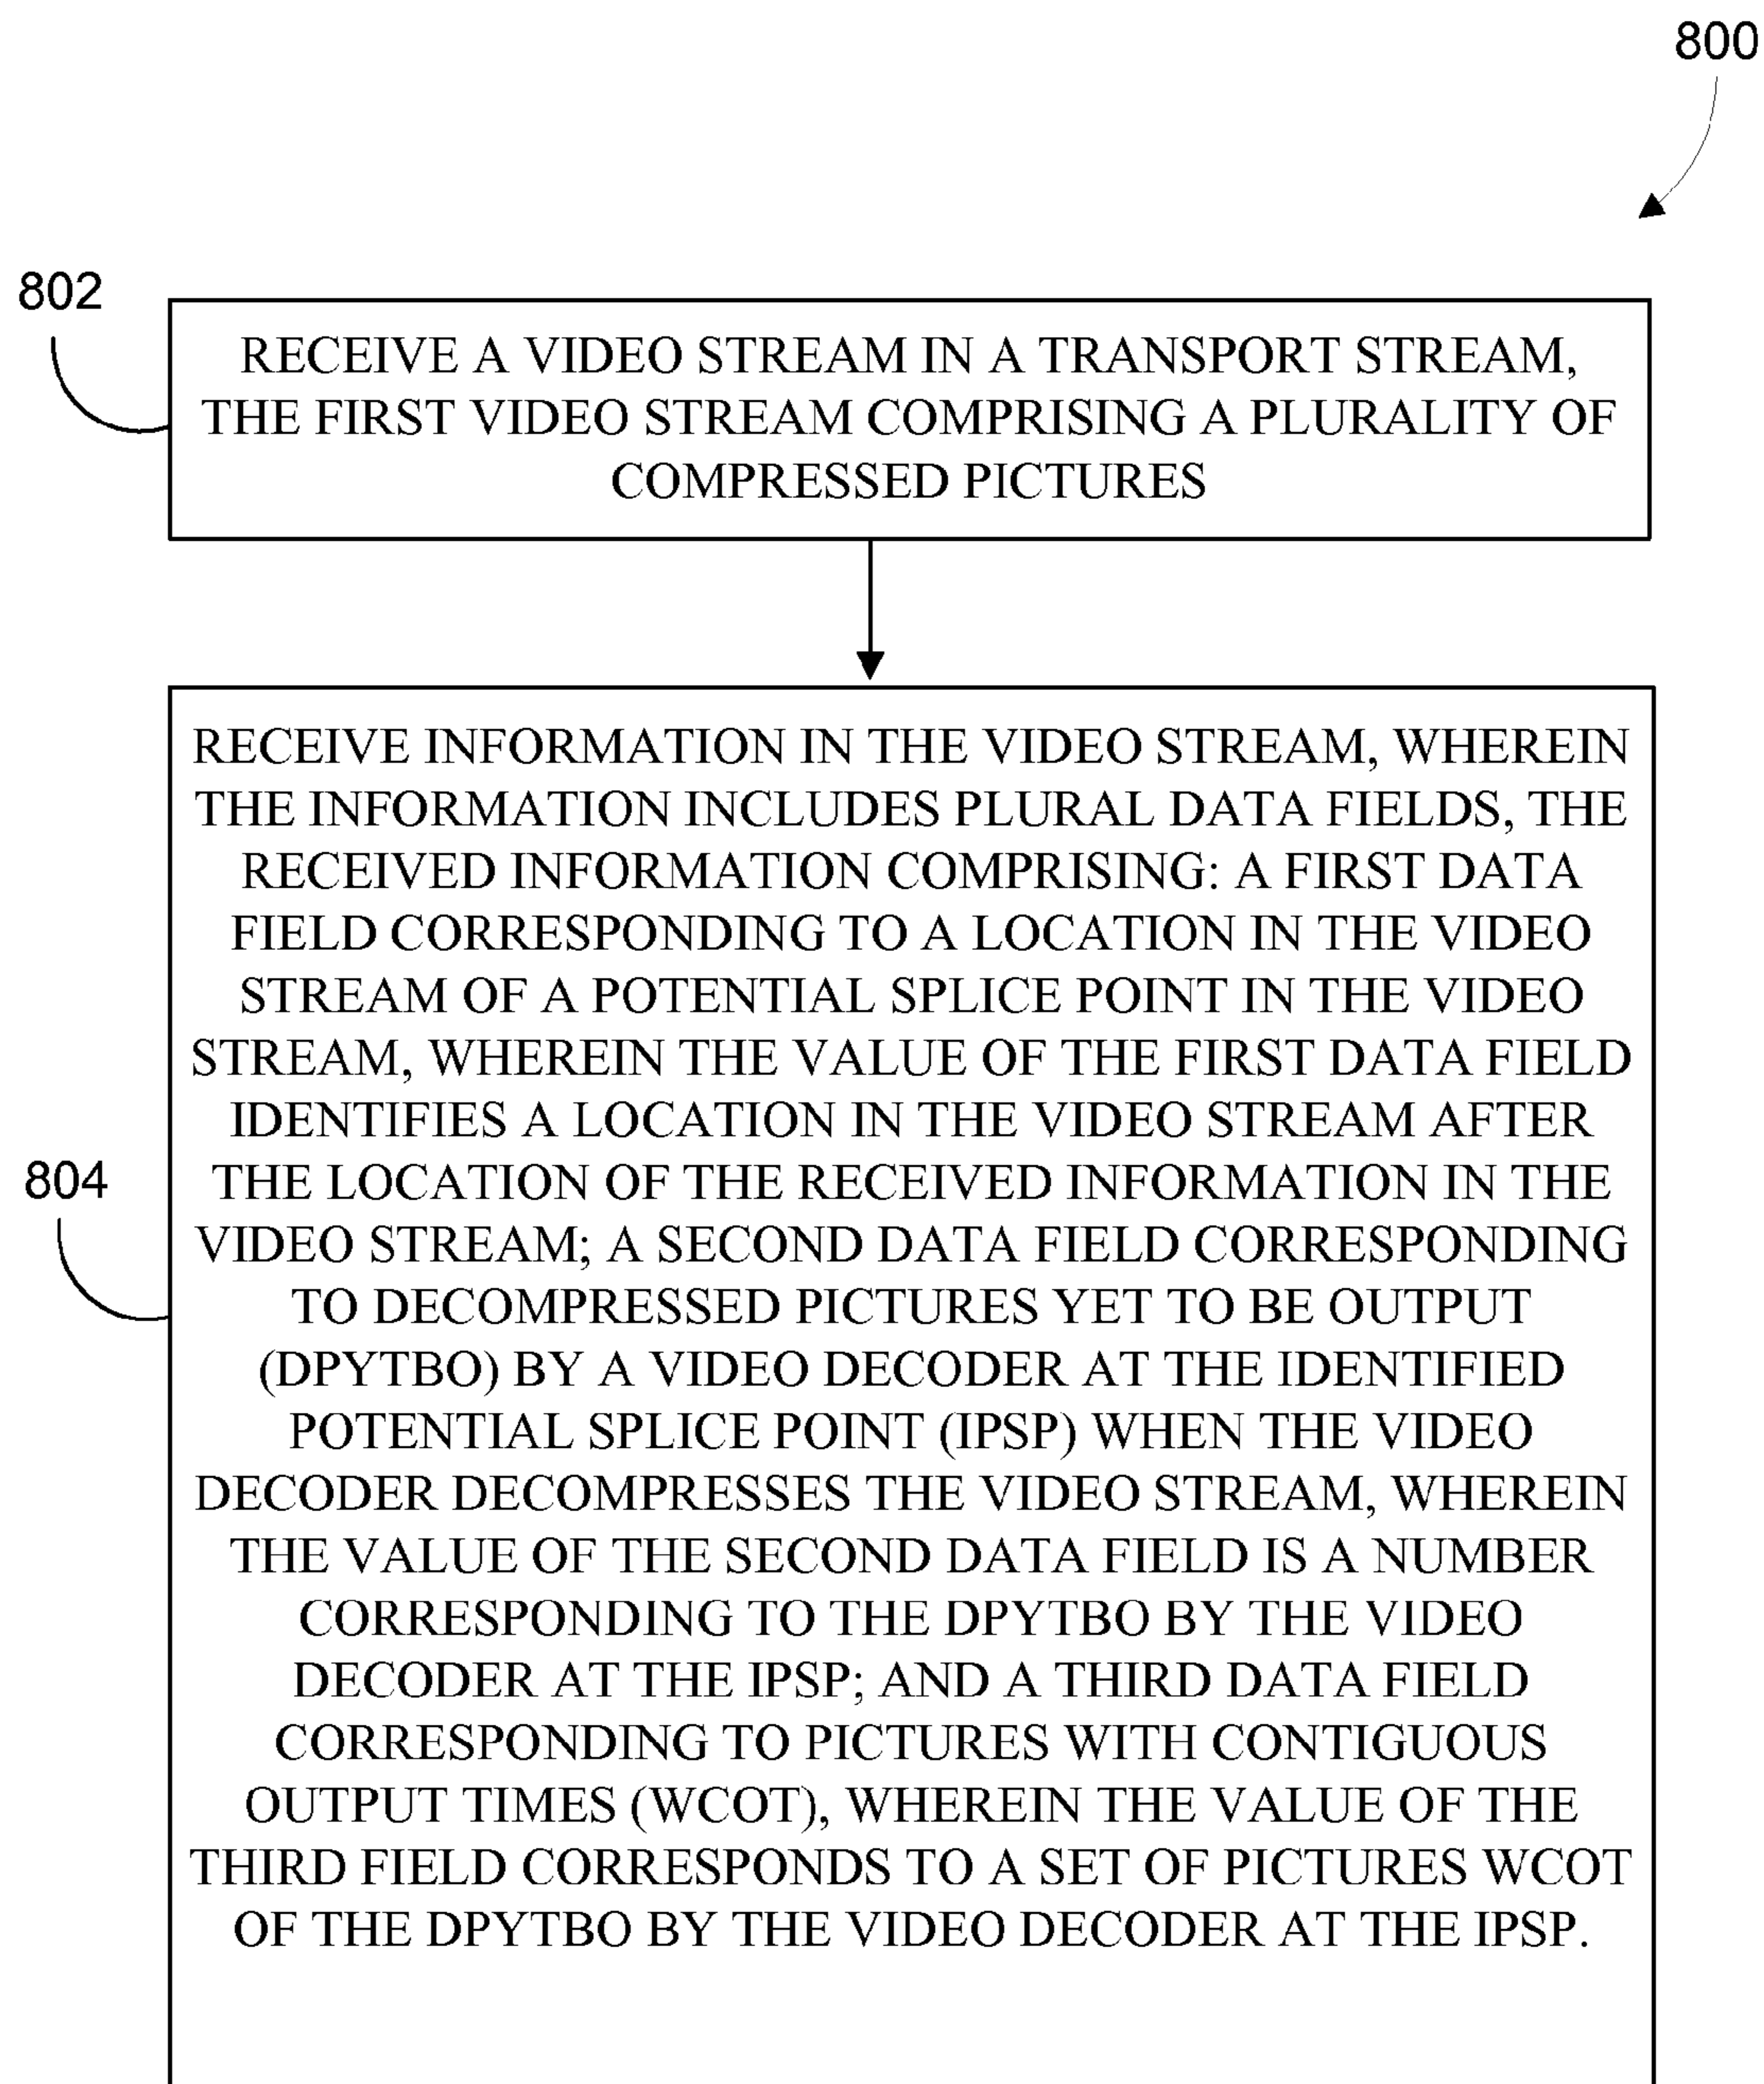 800
802
RECEIVE A VIDEO STREAM IN A TRANSPORT STREAM,
THE FIRST VIDEO STREAM COMPRISING A PLURALITY OF
COMPRESSED PICTURES
804
RECEIVE INFORMATION IN THE VIDEO STREAM, WHEREIN
THE INFORMATION INCLUDES PLURAL DATA FIELDS, THE
RECEIVED INFORMATION COMPRISING: A FIRST DATA
FIELD CORRESPONDING TO A LOCATION IN THE VIDEO
STREAM OF A POTENTIAL SPLICE POINT IN THE VIDEO
STREAM, WHEREIN THE VALUE OF THE FIRST DATA FIELD
IDENTIFIES A LOCATION IN THE VIDEO STREAM AFTER
THE LOCATION OF THE RECEIVED INFORMATION IN THE
VIDEO STREAM; A SECOND DATA FIELD CORRESPONDING
TO DECOMPRESSED PICTURES YET TO BE OUTPUT
(DPYTBO) BY A VIDEO DECODER AT THE IDENTIFIED
POTENTIAL SPLICE POINT (IPSP) WHEN THE VIDEO
DECODER DECOMPRESSES THE VIDEO STREAM, WHEREIN
THE VALUE OF THE SECOND DATA FIELD IS A NUMBER
CORRESPONDING TO THE DPYTBO BY THE VIDEO
DECODER AT THE IPSP; AND A THIRD DATA FIELD
CORRESPONDING TO PICTURES WITH CONTIGUOUS
OUTPUT TIMES (WCOT), WHEREIN THE VALUE OF THE
THIRD FIELD CORRESPONDS TO A SET OF PICTURES WCOT
OF THE DPYTBO BY THE VIDEO DECODER AT THE IPSP.